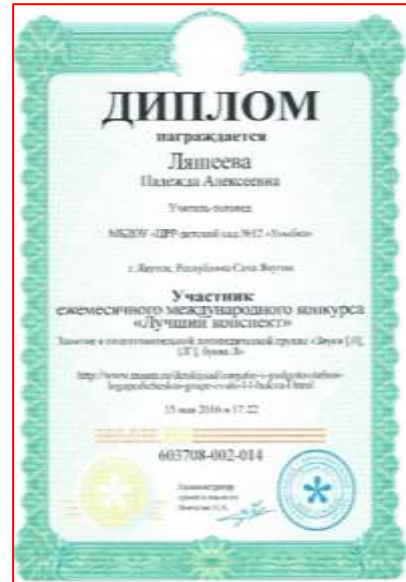 ДИПЛОМ
награждается
Ляшеева
Надежда Алексеевна
Учитель-логопед
МБДОУ «ЦРР-детский сад №12 «Улыбка»
г. Якутск, Республика Саха Якутия
Участник
ежемесячного международного конкурса
«Лучший конспект»
Занятие в подготовительной логопедической группе «Звуки [Л],
[Л'], буква Л»
15 мая 2016 в 17:22
603708-002-014
Администратор